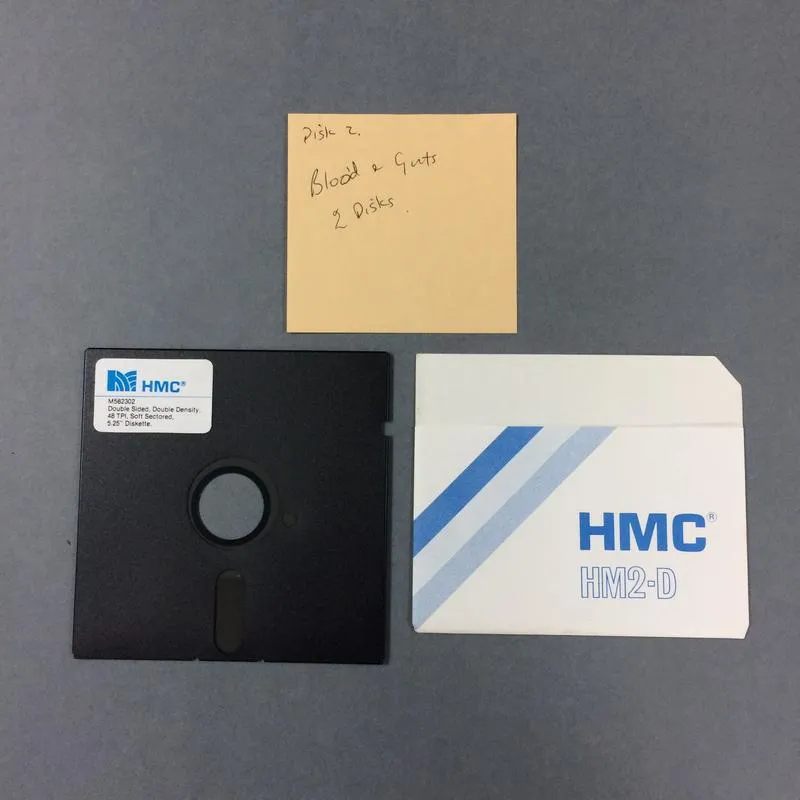 Disk 2.
Blood & Guts
2 Disks.
HMC®
M582302
Double Sided, Double Density.
48 TPI, Soft Sectored,
5.25" Diskette.
HMC®
HM2-D